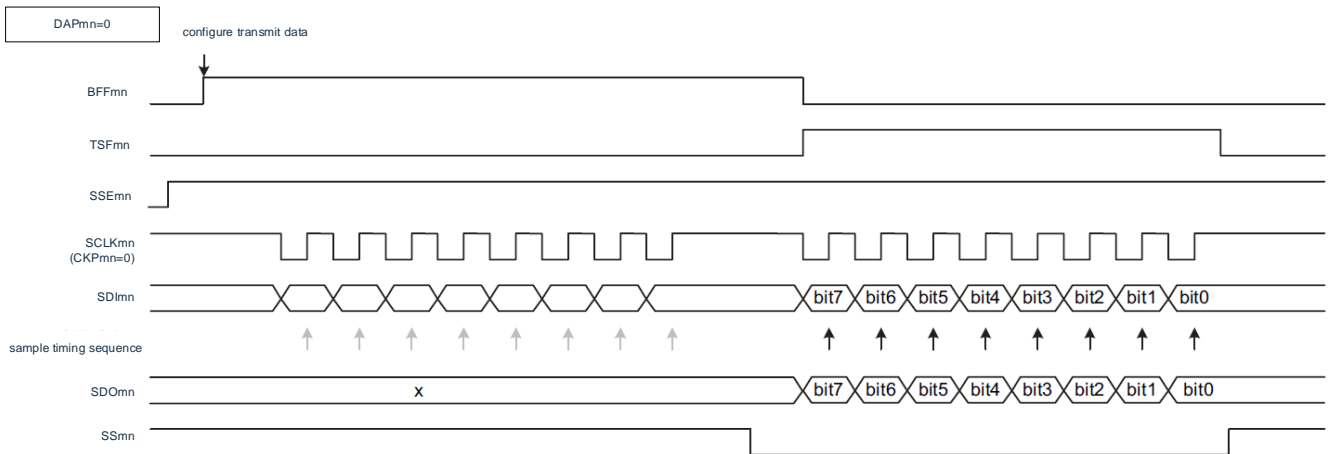 DAPmn=0
configure transmit data
BFFmn
TSFmn
SSEmn
SCLKmn
(CKPmn=0)
SDImn
bit7 bit6 bit5 bit4 bit3 bit2 bit1 bit0
sample timing sequence
SDOmn
x
bit7 bit6 bit5 bit4 bit3 bit2 bit1 bit0
SSmn